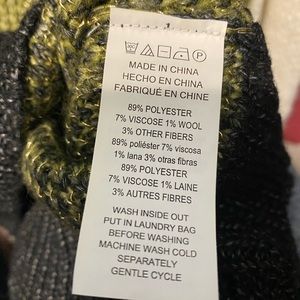 MADE IN CHINA
HECHO EN CHINA
FABRIQUÉ EN CHINE
89% POLYESTER
7% VISCOSE 1% WOOL
3% OTHER FIBERS
89% poliéster 7% viscosa
1% lana 3% otras fibras
89% POLYESTER
7% VISCOSE 1% LAINE
3% AUTRES FIBRES
WASH INSIDE OUT
PUT IN LAUNDRY BAG
BEFORE WASHING
MACHINE WASH COLD
SEPARATELY
GENTLE CYCLE